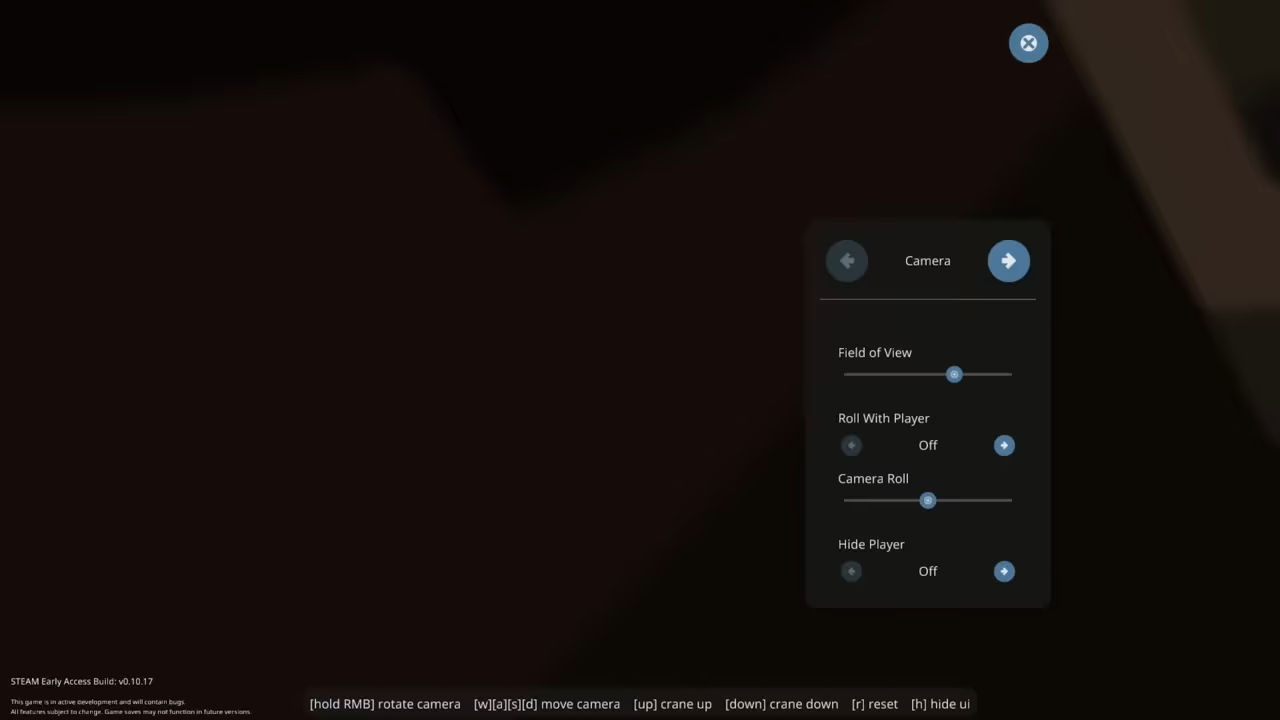 Camera
Field of View
Roll With Player
Off
Camera Roll
Hide Player
Off
STEAM Early Access Build: v0.10.17
This game is in active development and will contain bugs.
All features subject to change. Game saves may not function in future versions.
[hold RMB] rotate camera [w][a][s][d] move camera [up] crane up [down] crane down [r] reset [h] hide ui